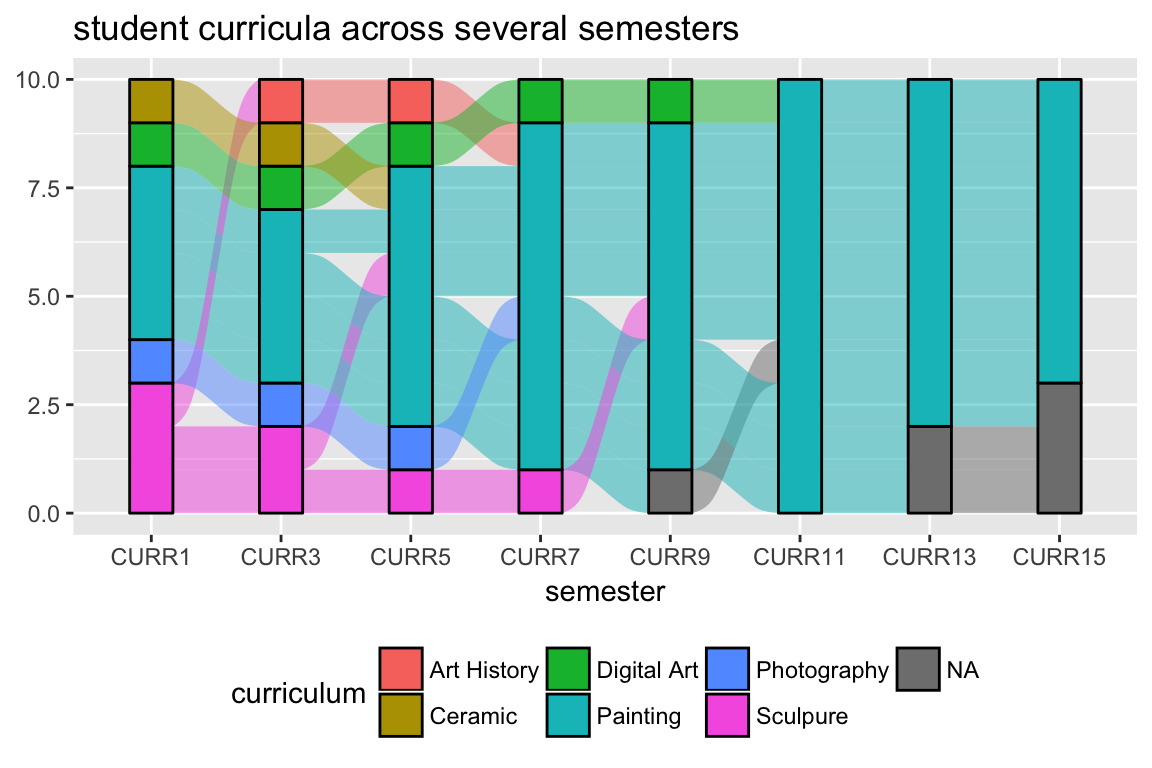 student curricula across several semesters
10.0
7.5
5.0
2.5
0.0
CURR1 CURR3 CURR5 CURR7 CURR9 CURR11 CURR13 CURR15
semester
curriculum
Art History Digital Art Photography NA
Ceramic Painting Sculpure